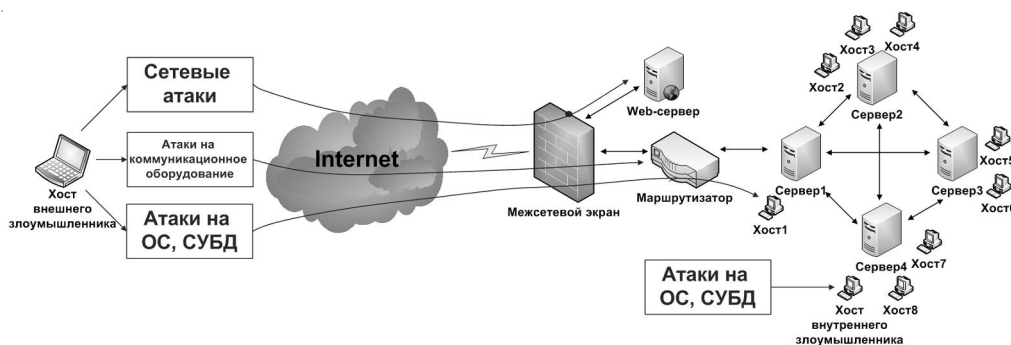 Сетевые
атаки
Атаки на
коммуникационное
оборудование
Атаки на
ОС, СУБД
Хост
внешнего
злоумышленника
Internet
Межсетевой экран
Web-сервер
Маршрутизатор
Хост1
Сервер1
Хост2
Хост3
Хост4
Сервер2
Хост5
Сервер3
Хост6
Сервер4
Хост7
Хост8
Хост
внутреннего
злоумышленника
Атаки на
ОС, СУБД